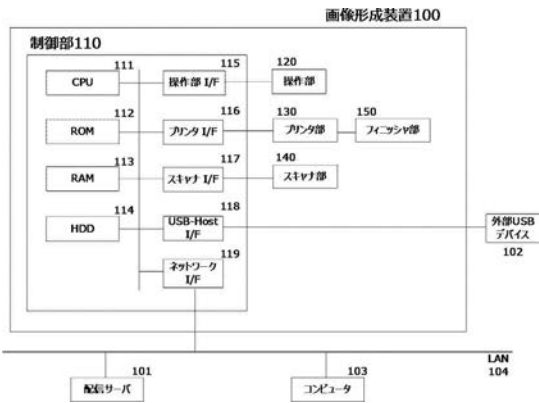 画像形成装置100
制御部110
111
CPU
115
操作部 I/F
120
操作部
112
ROM
116
プリンタ I/F
130
プリンタ部
150
フィニッシャ部
113
RAM
117
スキャナ I/F
140
スキャナ部
114
HDD
118
USB-Host
I/F
外部USB
デバイス
102
119
ネットワーク
I/F
LAN
104
101
配信サーバ
103
コンピュータ